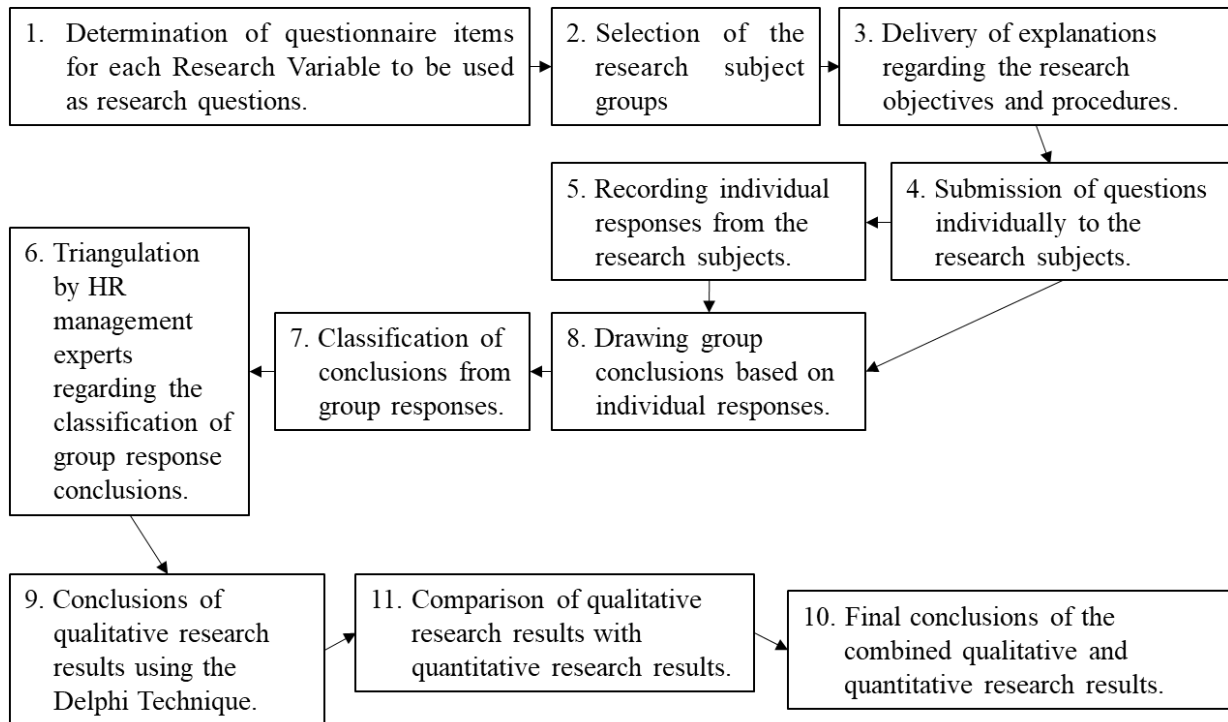 1. Determination of questionnaire items
for each Research Variable to be used
as research questions.
2. Selection of the
research subject
groups
3. Delivery of explanations
regarding the research
objectives and procedures.
5. Recording individual
responses from the
research subjects.
4. Submission of questions
individually to the
research subjects.
6. Triangulation
by HR
management
experts
regarding the
classification of
group response
conclusions.
7. Classification of
conclusions from
group responses.
8. Drawing group
conclusions based on
individual responses.
9. Conclusions of
qualitative research
results using the
Delphi Technique.
11. Comparison of qualitative
research results with
quantitative research results.
10. Final conclusions of the
combined qualitative and
quantitative research results.